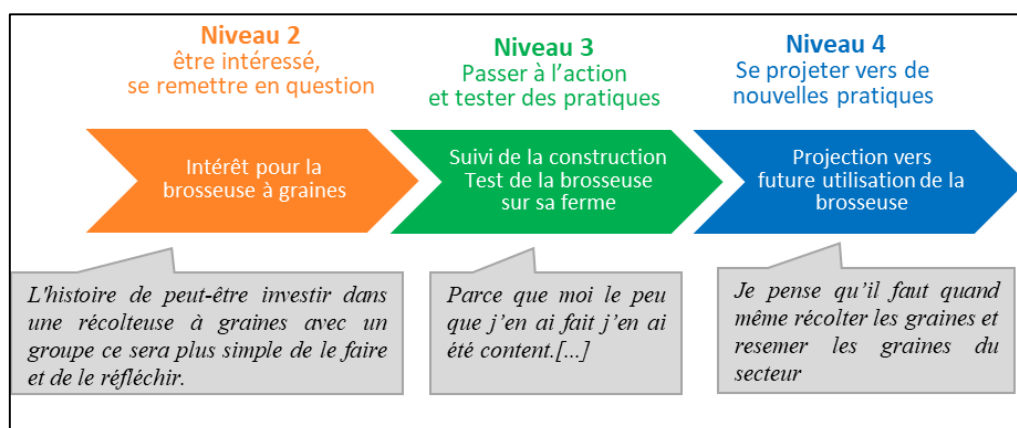 Niveau 2
être intéressé,
se remettre en question
Niveau 3
Passer à l'action
et tester des pratiques
Niveau 4
Se projeter vers de
nouvelles pratiques
Intérêt pour la
brosseuse à graines
Suivi de la construction
Test de la brosseuse
sur sa ferme
Projection vers
future utilisation de la
brosseuse
L'histoire de peut-être investir dans
une récolteuse à graines avec un
groupe ce sera plus simple de le faire
et de le réfléchir.
Parce que moi le peu
que j'en ai fait j'en ai
été content.[...]
Je pense qu'il faut quand
même récolter les graines et
resemer les graines du
secteur